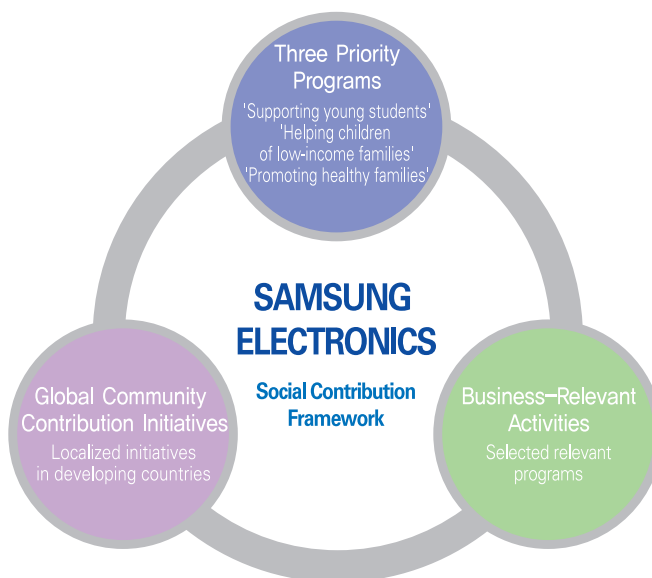 Three Priority
Programs
'Supporting young students'
'Helping children
of low-income families'
'Promoting healthy families'
SAMSUNG
ELECTRONICS
Social Contribution
Framework
Global Community
Contribution Initiatives
Localized initiatives
in developing countries
Business-Relevant
Activities
Selected relevant
programs